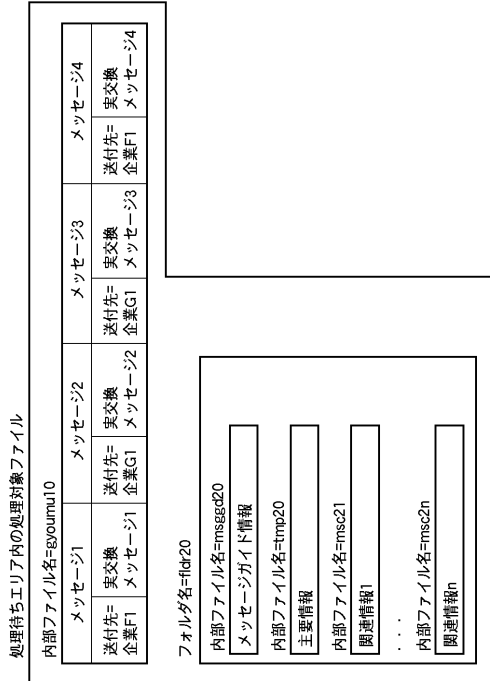 処理待ちエリア内の処理対象ファイル
内部ファイル名=gyoumu10
メッセージ1
メッセージ2
メッセージ3
メッセージ4
送付先=
企業F1
実交換
メッセージ1
送付先=
企業G1
実交換
メッセージ2
送付先=
企業G1
実交換
メッセージ3
送付先=
企業F1
実交換
メッセージ4
フォルダ名=fldr20
内部ファイル名=msggd20
メッセージガイド情報
内部ファイル名=tmp20
主要情報
内部ファイル名=msc21
関連情報1
・・・
内部ファイル名=msc2n
関連情報n